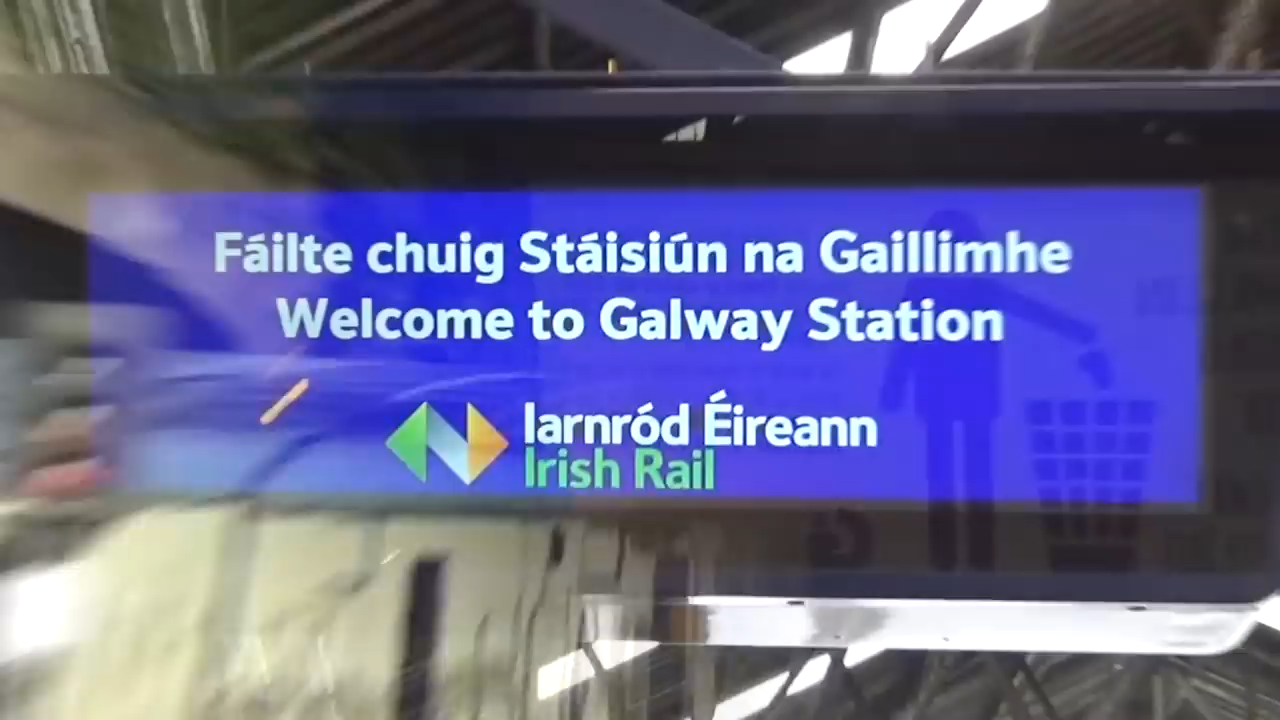 Fáilte chuig Stáisiún na Gaillimhe
Welcome to Galway Station
Iarnród Éireann
Irish Rail